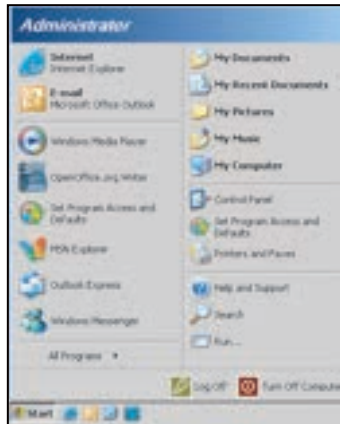 Administrator
Internet
Internet Explorer
E-mail
Microsoft Office Outlook
Windows Media Player
OpenOffice.org Writer
Set Program Access and
Defaults
MSN Explorer
Outlook Express
Windows Messenger
All Programs
My Documents
My Recent Documents
My Pictures
My Music
My Computer
Control Panel
Set Program Access and
Defaults
Printers and Faxes
Help and Support
Search
Run...
Log Off
Turn Off Computer
start